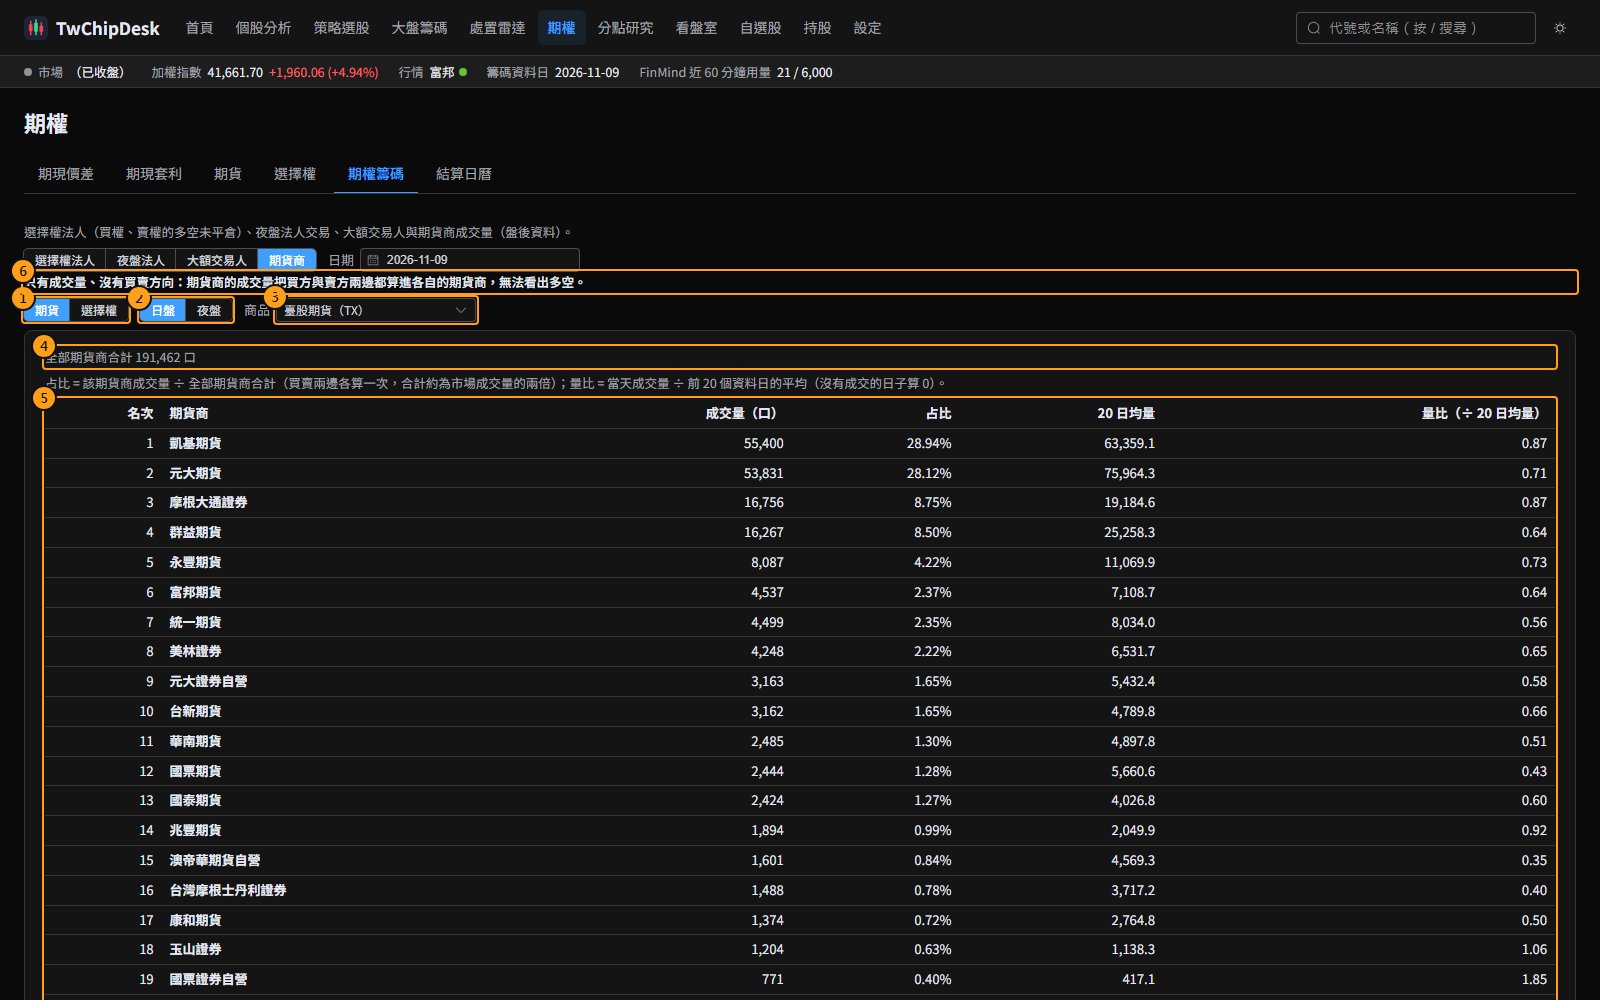 TwChipDesk 首頁 個股分析 策略選股 大盤籌碼 處置雷達 期權 分點研究 看盤室 自選股 持股 設定 代號或名稱（按 / 搜尋）
市場 （已收盤） 加權指數 41,661.70 +1,960.06 (+4.94%) 行情 富邦 籌碼資料日 2026-11-09 FinMind 近 60 分鐘用量 21 / 6,000
期權
期現價差 期現套利 期貨 選擇權 期權籌碼 結算日曆
選擇權法人（買權、賣權的多空未平倉）、夜盤法人交易、大額交易人與期貨商成交量（盤後資料）。
選擇權法人 夜盤法人 大額交易人 期貨商 日期 2026-11-09
6
只有成交量、沒有買賣方向：期貨商的成交量把買方與賣方兩邊都算進各自的期貨商，無法看出多空。
1 2 3
期貨 選擇權 日盤 夜盤 商品 臺股期貨（TX）
4
全部期貨商合計 191,462 口
占比 = 該期貨商成交量 ÷ 全部期貨商合計（買賣兩邊各算一次，合計約為市場成交量的兩倍）；量比 = 當天成交量 ÷ 前 20 個資料日的平均（沒有成交的日子算 0）。
5
名次 期貨商 成交量（口） 占比 20 日均量 量比（÷ 20 日均量）
1 凱基期貨 55,400 28.94% 63,359.1 0.87
2 元大期貨 53,831 28.12% 75,964.3 0.71
3 摩根大通證券 16,756 8.75% 19,184.6 0.87
4 群益期貨 16,267 8.50% 25,258.3 0.64
5 永豐期貨 8,087 4.22% 11,069.9 0.73
6 富邦期貨 4,537 2.37% 7,108.7 0.64
7 統一期貨 4,499 2.35% 8,034.0 0.56
8 美林證券 4,248 2.22% 6,531.7 0.65
9 元大證券自營 3,163 1.65% 5,432.4 0.58
10 台新期貨 3,162 1.65% 4,789.8 0.66
11 華南期貨 2,485 1.30% 4,897.8 0.51
12 國票期貨 2,444 1.28% 5,660.6 0.43
13 國泰期貨 2,424 1.27% 4,026.8 0.60
14 兆豐期貨 1,894 0.99% 2,049.9 0.92
15 澳帝華期貨自營 1,601 0.84% 4,569.3 0.35
16 台灣摩根士丹利證券 1,488 0.78% 3,717.2 0.40
17 康和期貨 1,374 0.72% 2,764.8 0.50
18 玉山證券 1,204 0.63% 1,138.3 1.06
19 國票證券自營 771 0.40% 417.1 1.85